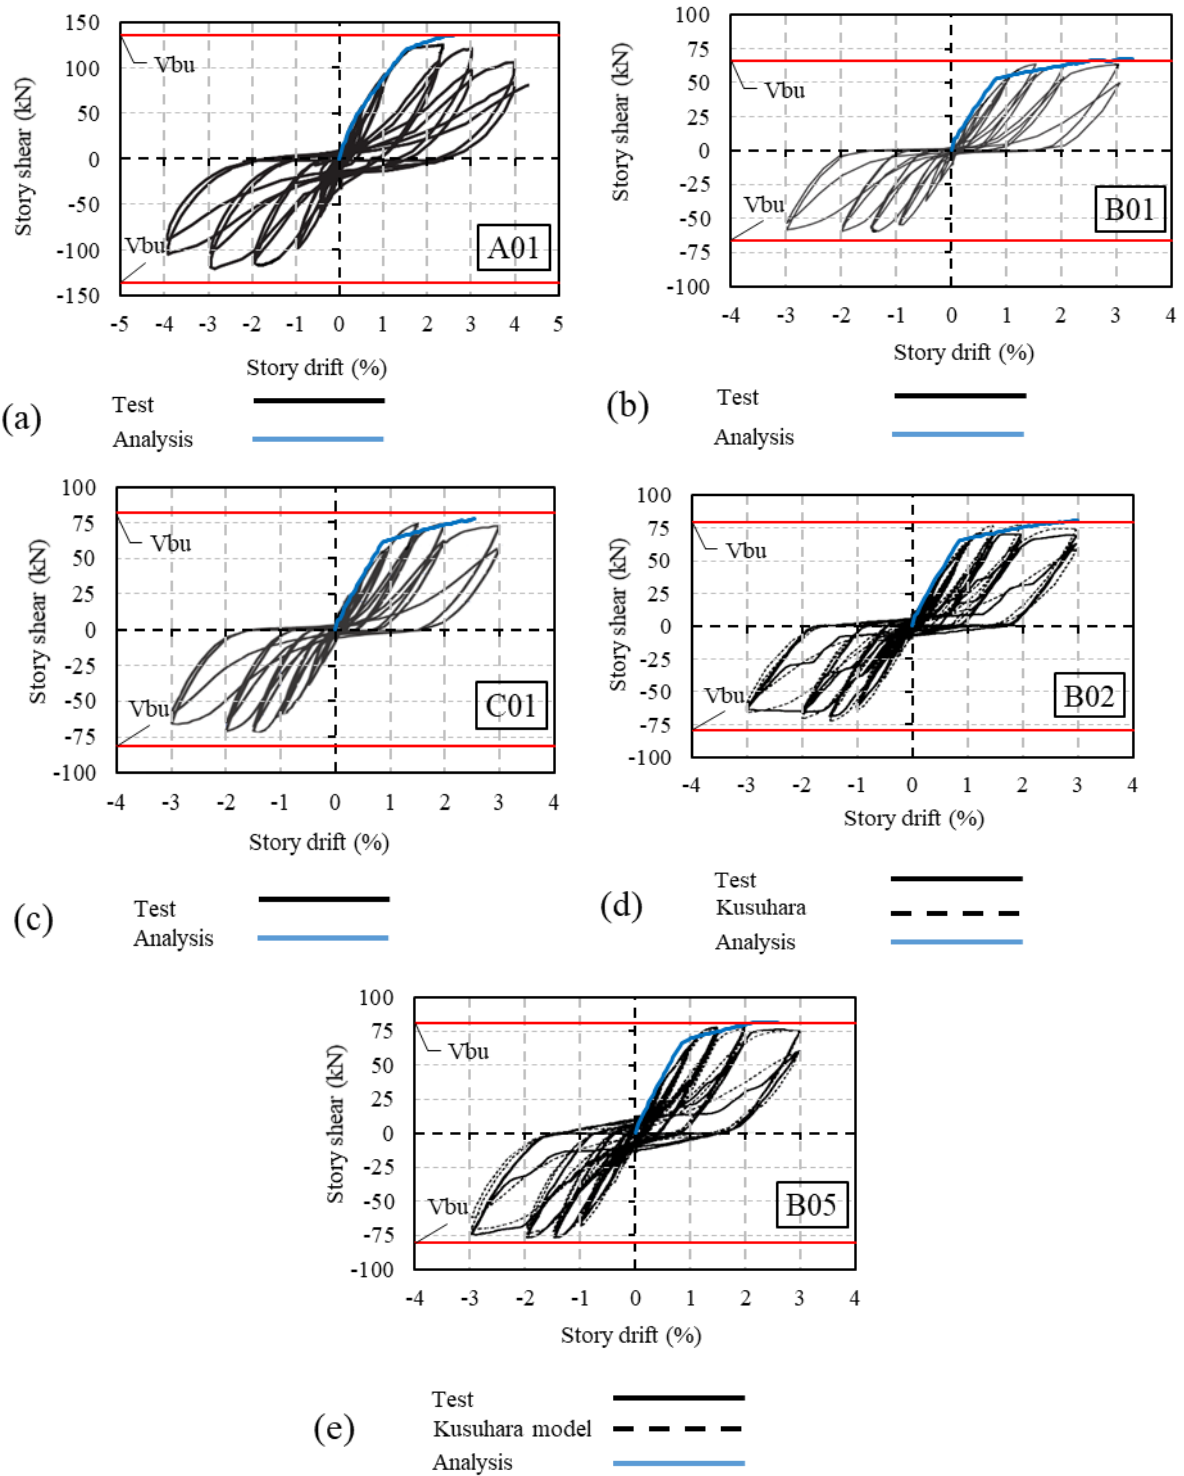 150
100
50
0
-50
-100
-150
Story shear (kN)
Vbu
Vbu
A01
-5 -4 -3 -2 -1 0 1 2 3 4 5
Story drift (%)
(a)
Test
Analysis
100
75
50
25
0
-25
-50
-75
-100
Story shear (kN)
Vbu
Vbu
B01
-4 -3 -2 -1 0 1 2 3 4
Story drift (%)
(b)
Test
Analysis
100
75
50
25
0
-25
-50
-75
-100
Story shear (kN)
Vbu
Vbu
C01
-4 -3 -2 -1 0 1 2 3 4
Story drift (%)
(c)
Test
Analysis
100
75
50
25
0
-25
-50
-75
-100
Story shear (kN)
Vbu
Vbu
B02
-4 -3 -2 -1 0 1 2 3 4
Story drift (%)
(d)
Test
Kusuhara
Analysis
100
75
50
25
0
-25
-50
-75
-100
Story shear (kN)
Vbu
Vbu
B05
-4 -3 -2 -1 0 1 2 3 4
Story drift (%)
(e)
Test
Kusuhara model
Analysis